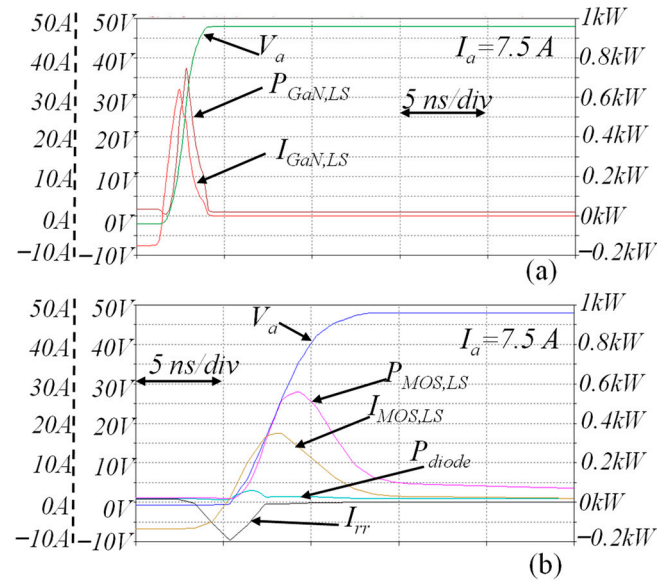 50A 50V 1kW
V_a I_a=7.5 A
40A 40V 0.8kW
P_GaN,LS
30A 30V 5 ns/div 0.6kW
20A 20V 0.4kW
I_GaN,LS
10A 10V 0.2kW
0A 0V 0kW
−10A −10V −0.2kW
(a)
50A 50V 1kW
V_a I_a=7.5 A
40A 40V 0.8kW
5 ns/div
P_MOS,LS
30A 30V 0.6kW
I_MOS,LS
20A 20V 0.4kW
P_diode
10A 10V 0.2kW
0A 0V 0kW
I_rr
−10A −10V −0.2kW
(b)